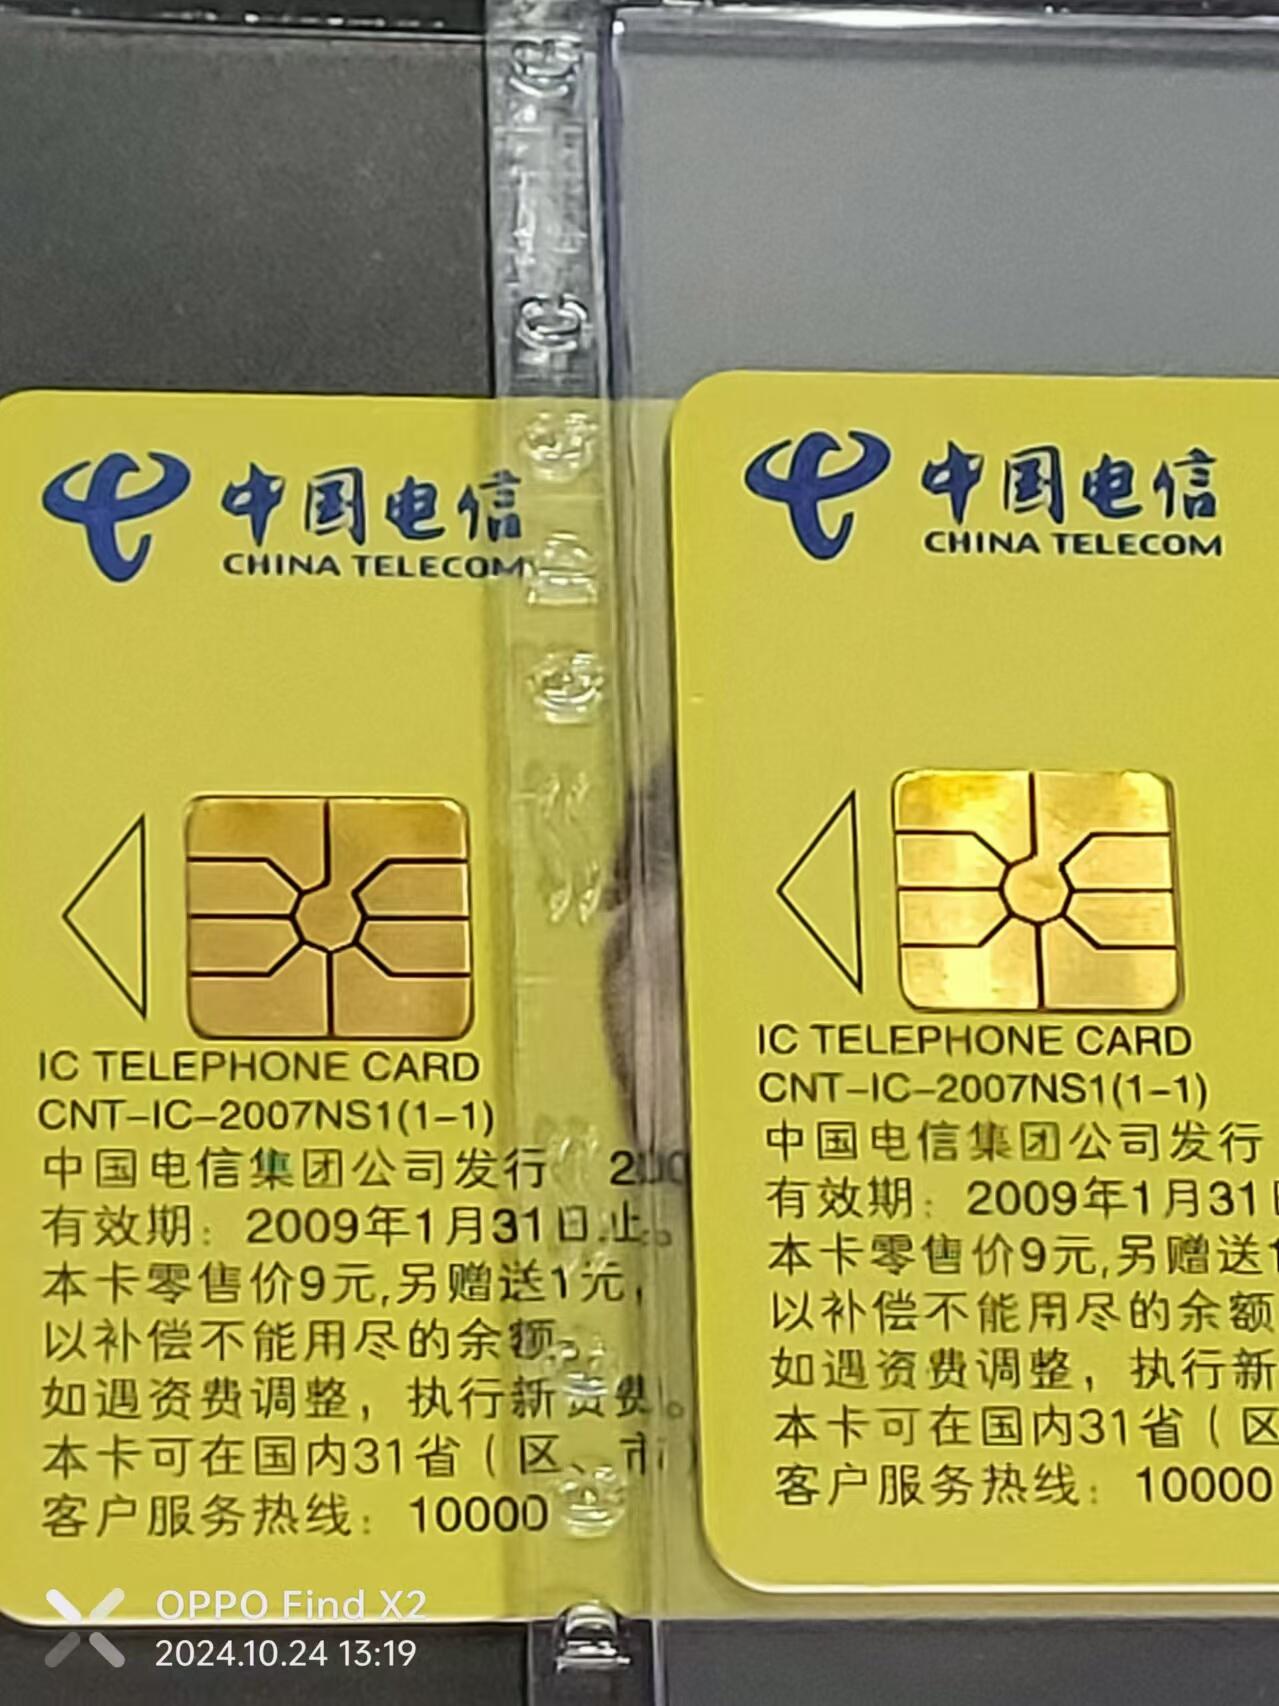 中国电信
CHINA TELECOM
IC TELEPHONE CARD
CNT-IC-2007NS1(1-1)
中国电信集团公司发行 200
有效期：2009年1月31日止。
本卡零售价9元,另赠送1元，
以补偿不能用尽的余额。
如遇资费调整，执行新资费。
本卡可在国内31省（区、市）
客户服务热线：10000
中国电信
CHINA TELECOM
IC TELEPHONE CARD
CNT-IC-2007NS1(1-1)
中国电信集团公司发行
有效期：2009年1月31日
本卡零售价9元,另赠送1
以补偿不能用尽的余额
如遇资费调整，执行新
本卡可在国内31省（区
客户服务热线：10000
OPPO Find X2
2024.10.24 13:19